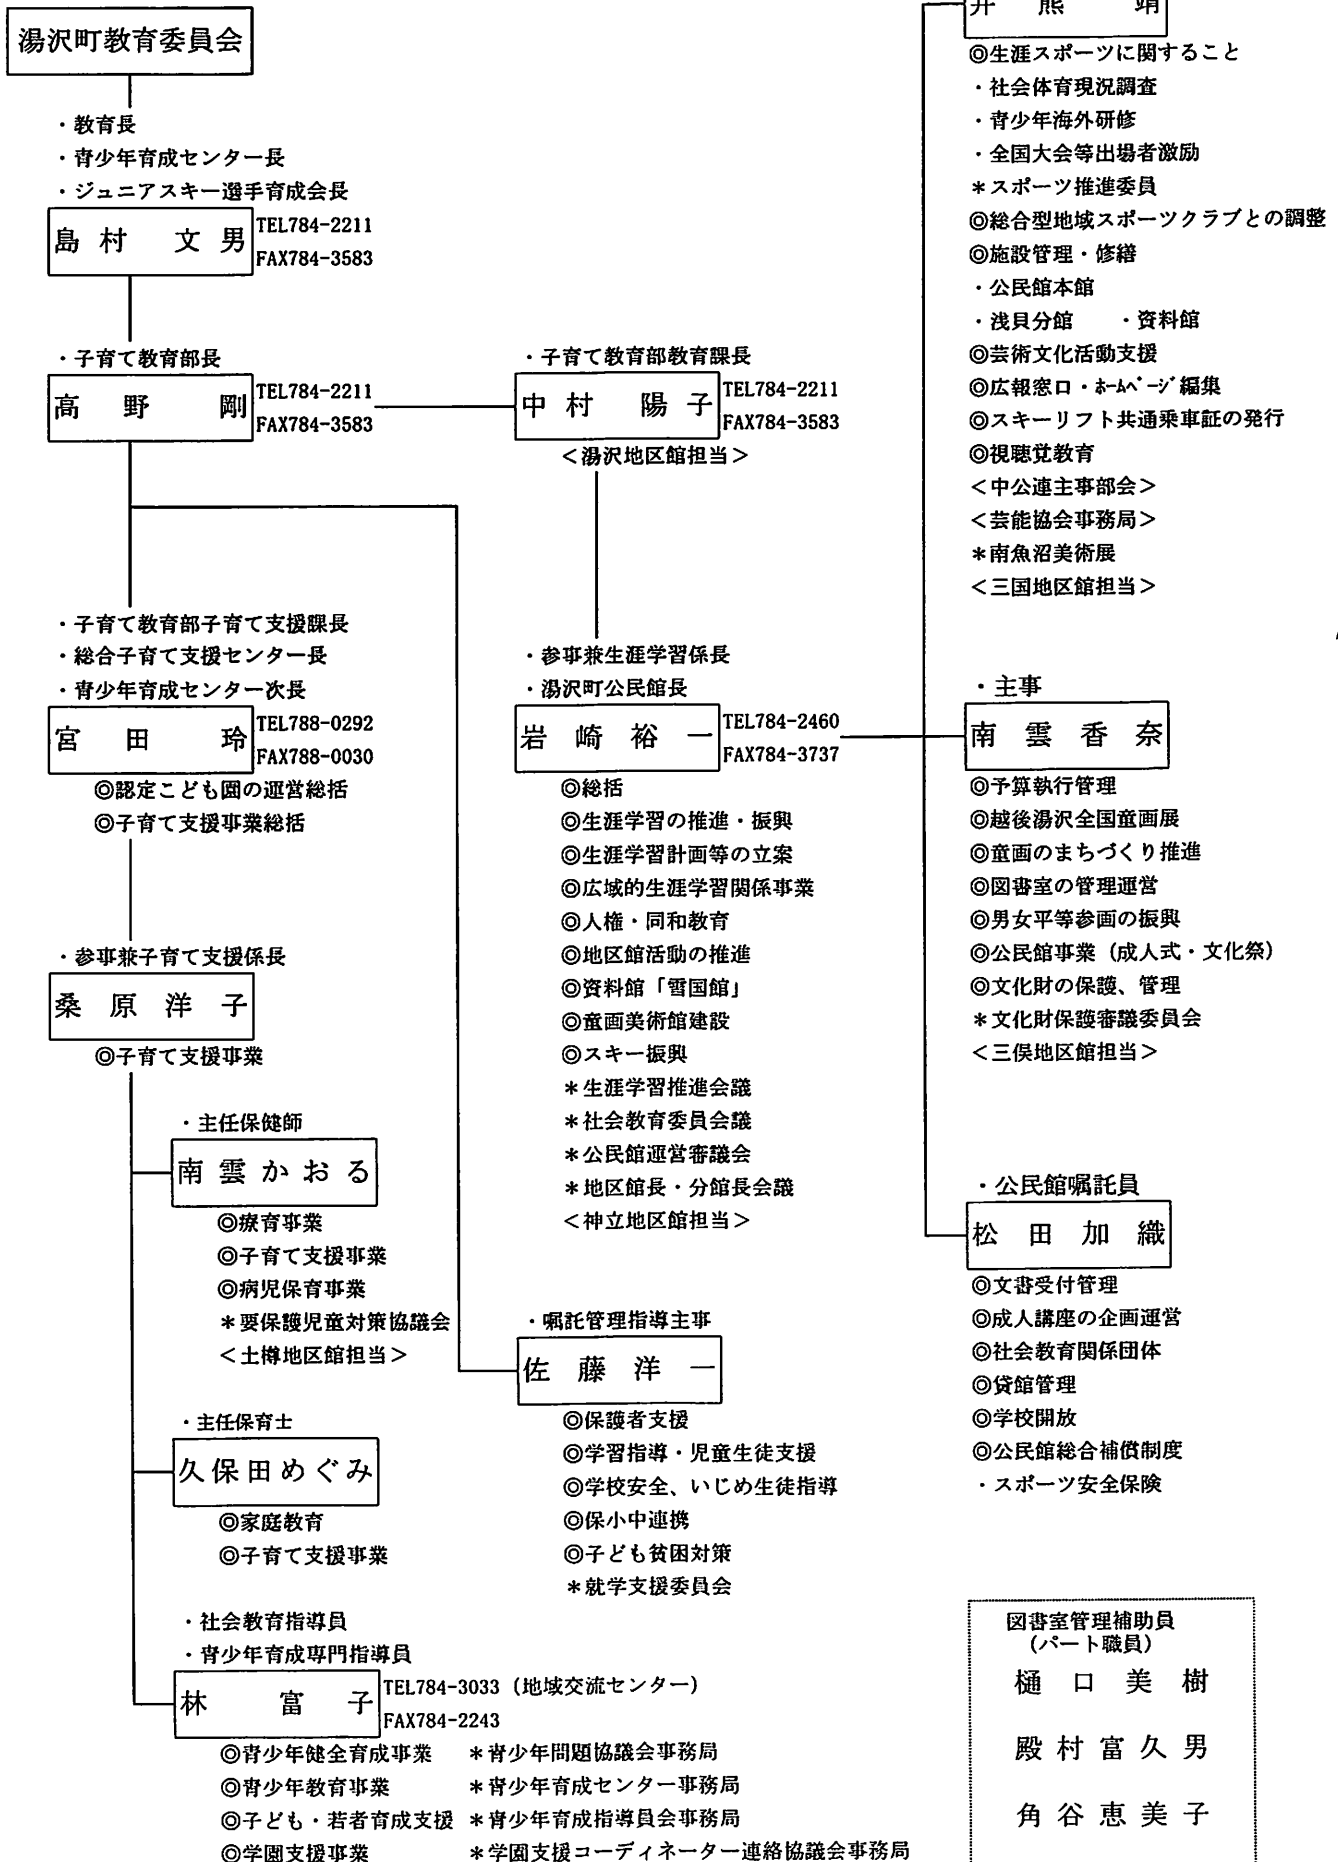 湯沢町教育委員会
・教育長
・青少年育成センター長
・ジュニアスキー選手育成会長
島村 文男
TEL784-2211
FAX784-3583
・子育て教育部長
高野 剛
TEL784-2211
FAX784-3583
・子育て教育部子育て支援課長
・総合子育て支援センター長
・青少年育成センター次長
宮田 玲
TEL788-0292
FAX788-0030
◎認定こども園の運営総括
◎子育て支援事業総括
・参事兼子育て支援係長
桑原洋子
◎子育て支援事業
・主任保健師
南雲かおる
◎療育事業
◎子育て支援事業
◎病児保育事業
＊要保護児童対策協議会
＜土樽地区館担当＞
・主任保育士
久保田めぐみ
◎家庭教育
◎子育て支援事業
・社会教育指導員
・青少年育成専門指導員
林 富子
TEL784-3033（地域交流センター）
FAX784-2243
◎青少年健全育成事業 ＊青少年問題協議会事務局
◎青少年教育事業 ＊青少年育成センター事務局
◎子ども・若者育成支援 ＊青少年育成指導員会事務局
◎学園支援事業 ＊学園支援コーディネーター連絡協議会事務局
・子育て教育部教育課長
中村 陽子
TEL784-2211
FAX784-3583
＜湯沢地区館担当＞
・参事兼生涯学習係長
・湯沢町公民館長
岩崎裕一
TEL784-2460
FAX784-3737
◎総括
◎生涯学習の推進・振興
◎生涯学習計画等の立案
◎広域的生涯学習関係事業
◎人権・同和教育
◎地区館活動の推進
◎資料館「雪国館」
◎童画美術館建設
◎スキー振興
＊生涯学習推進会議
＊社会教育委員会議
＊公民館運営審議会
＊地区館長・分館長会議
＜神立地区館担当＞
・嘱託管理指導主事
佐藤洋一
◎保護者支援
◎学習指導・児童生徒支援
◎学校安全、いじめ生徒指導
◎保小中連携
◎子ども貧困対策
＊就学支援委員会
井熊 靖
◎生涯スポーツに関すること
・社会体育現況調査
・青少年海外研修
・全国大会等出場者激励
＊スポーツ推進委員
◎総合型地域スポーツクラブとの調整
◎施設管理・修繕
・公民館本館
・浅貝分館 ・資料館
◎芸術文化活動支援
◎広報窓口・ﾎｰﾑﾍﾟｰｼﾞ編集
◎スキーリフト共通乗車証の発行
◎視聴覚教育
＜中公連主事部会＞
＜芸能協会事務局＞
＊南魚沼美術展
＜三国地区館担当＞
・主事
南雲香奈
◎予算執行管理
◎越後湯沢全国童画展
◎童画のまちづくり推進
◎図書室の管理運営
◎男女平等参画の振興
◎公民館事業（成人式・文化祭）
◎文化財の保護、管理
＊文化財保護審議委員会
＜三俣地区館担当＞
・公民館嘱託員
松田加織
◎文書受付管理
◎成人講座の企画運営
◎社会教育関係団体
◎貸館管理
◎学校開放
◎公民館総合補償制度
・スポーツ安全保険
図書室管理補助員
（パート職員）
樋口美樹
殿村富久男
角谷恵美子